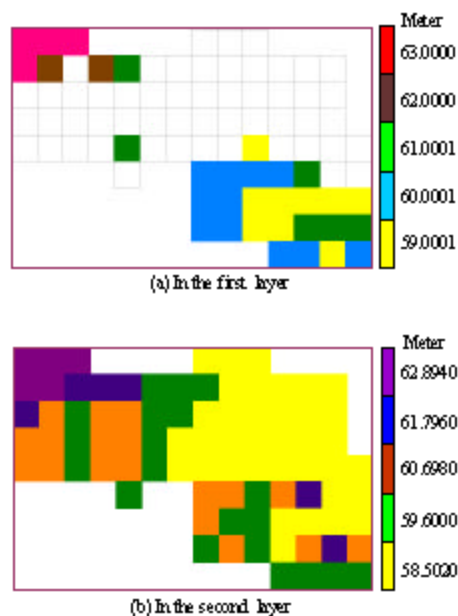 Meter
63.0000
62.0000
61.0001
60.0001
59.0001
(a) In the first layer
Meter
62.8940
61.7960
60.6980
59.6000
58.5020
(b) In the second layer